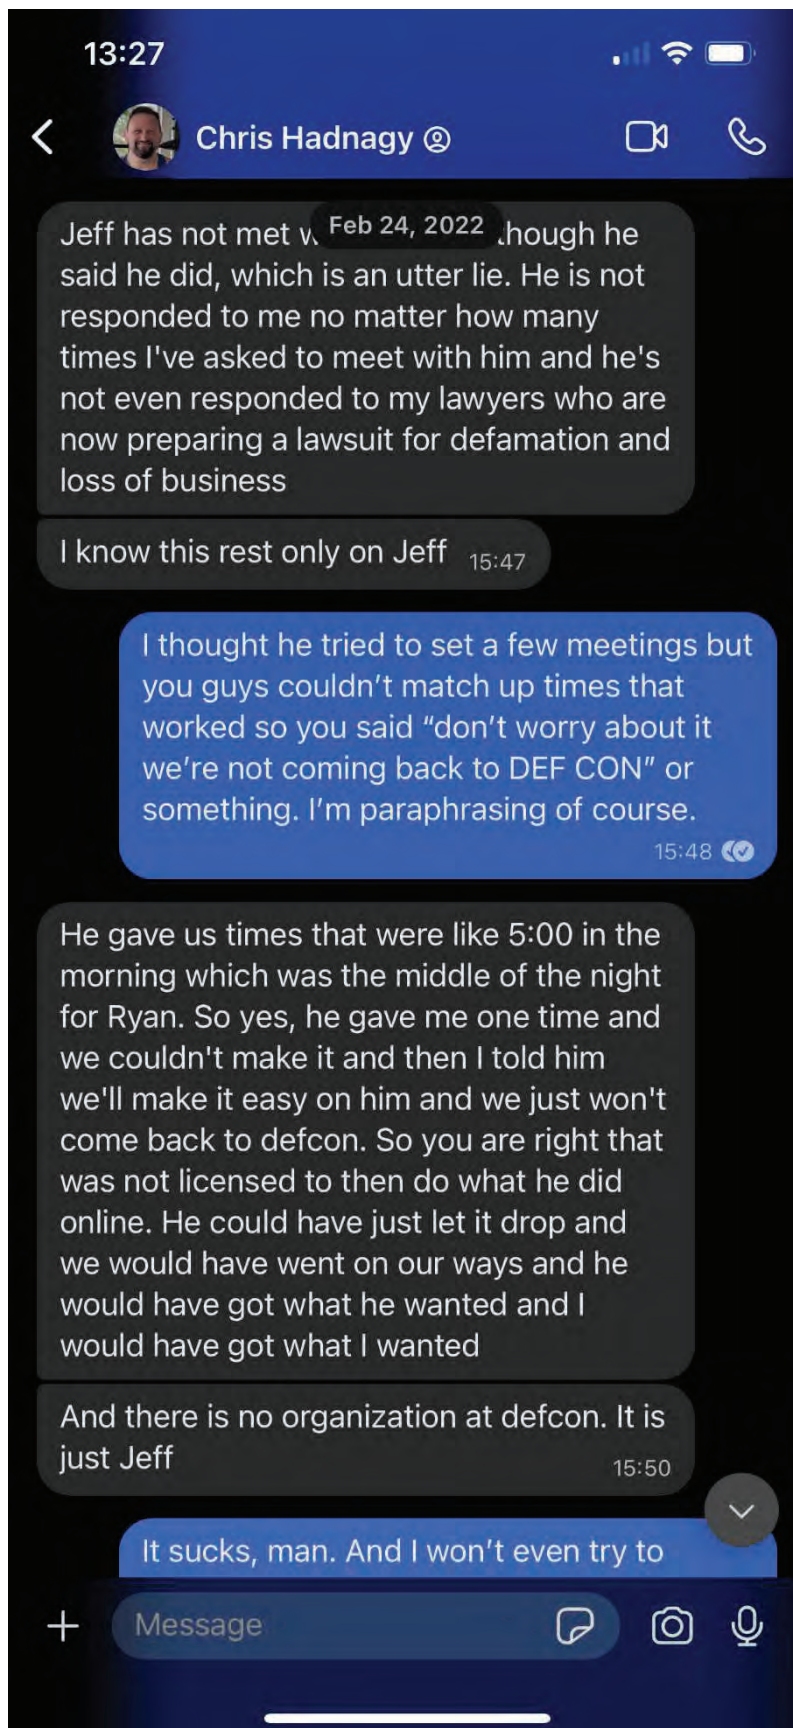 13:27
Chris Hadnagy
Feb 24, 2022
Jeff has not met w though he
said he did, which is an utter lie. He is not
responded to me no matter how many
times I've asked to meet with him and he's
not even responded to my lawyers who are
now preparing a lawsuit for defamation and
loss of business
I know this rest only on Jeff 15:47
I thought he tried to set a few meetings but
you guys couldn’t match up times that
worked so you said “don’t worry about it
we’re not coming back to DEF CON” or
something. I’m paraphrasing of course.
15:48
He gave us times that were like 5:00 in the
morning which was the middle of the night
for Ryan. So yes, he gave me one time and
we couldn't make it and then I told him
we'll make it easy on him and we just won't
come back to defcon. So you are right that
was not licensed to then do what he did
online. He could have just let it drop and
we would have went on our ways and he
would have got what he wanted and I
would have got what I wanted
And there is no organization at defcon. It is
just Jeff 15:50
It sucks, man. And I won’t even try to
Message